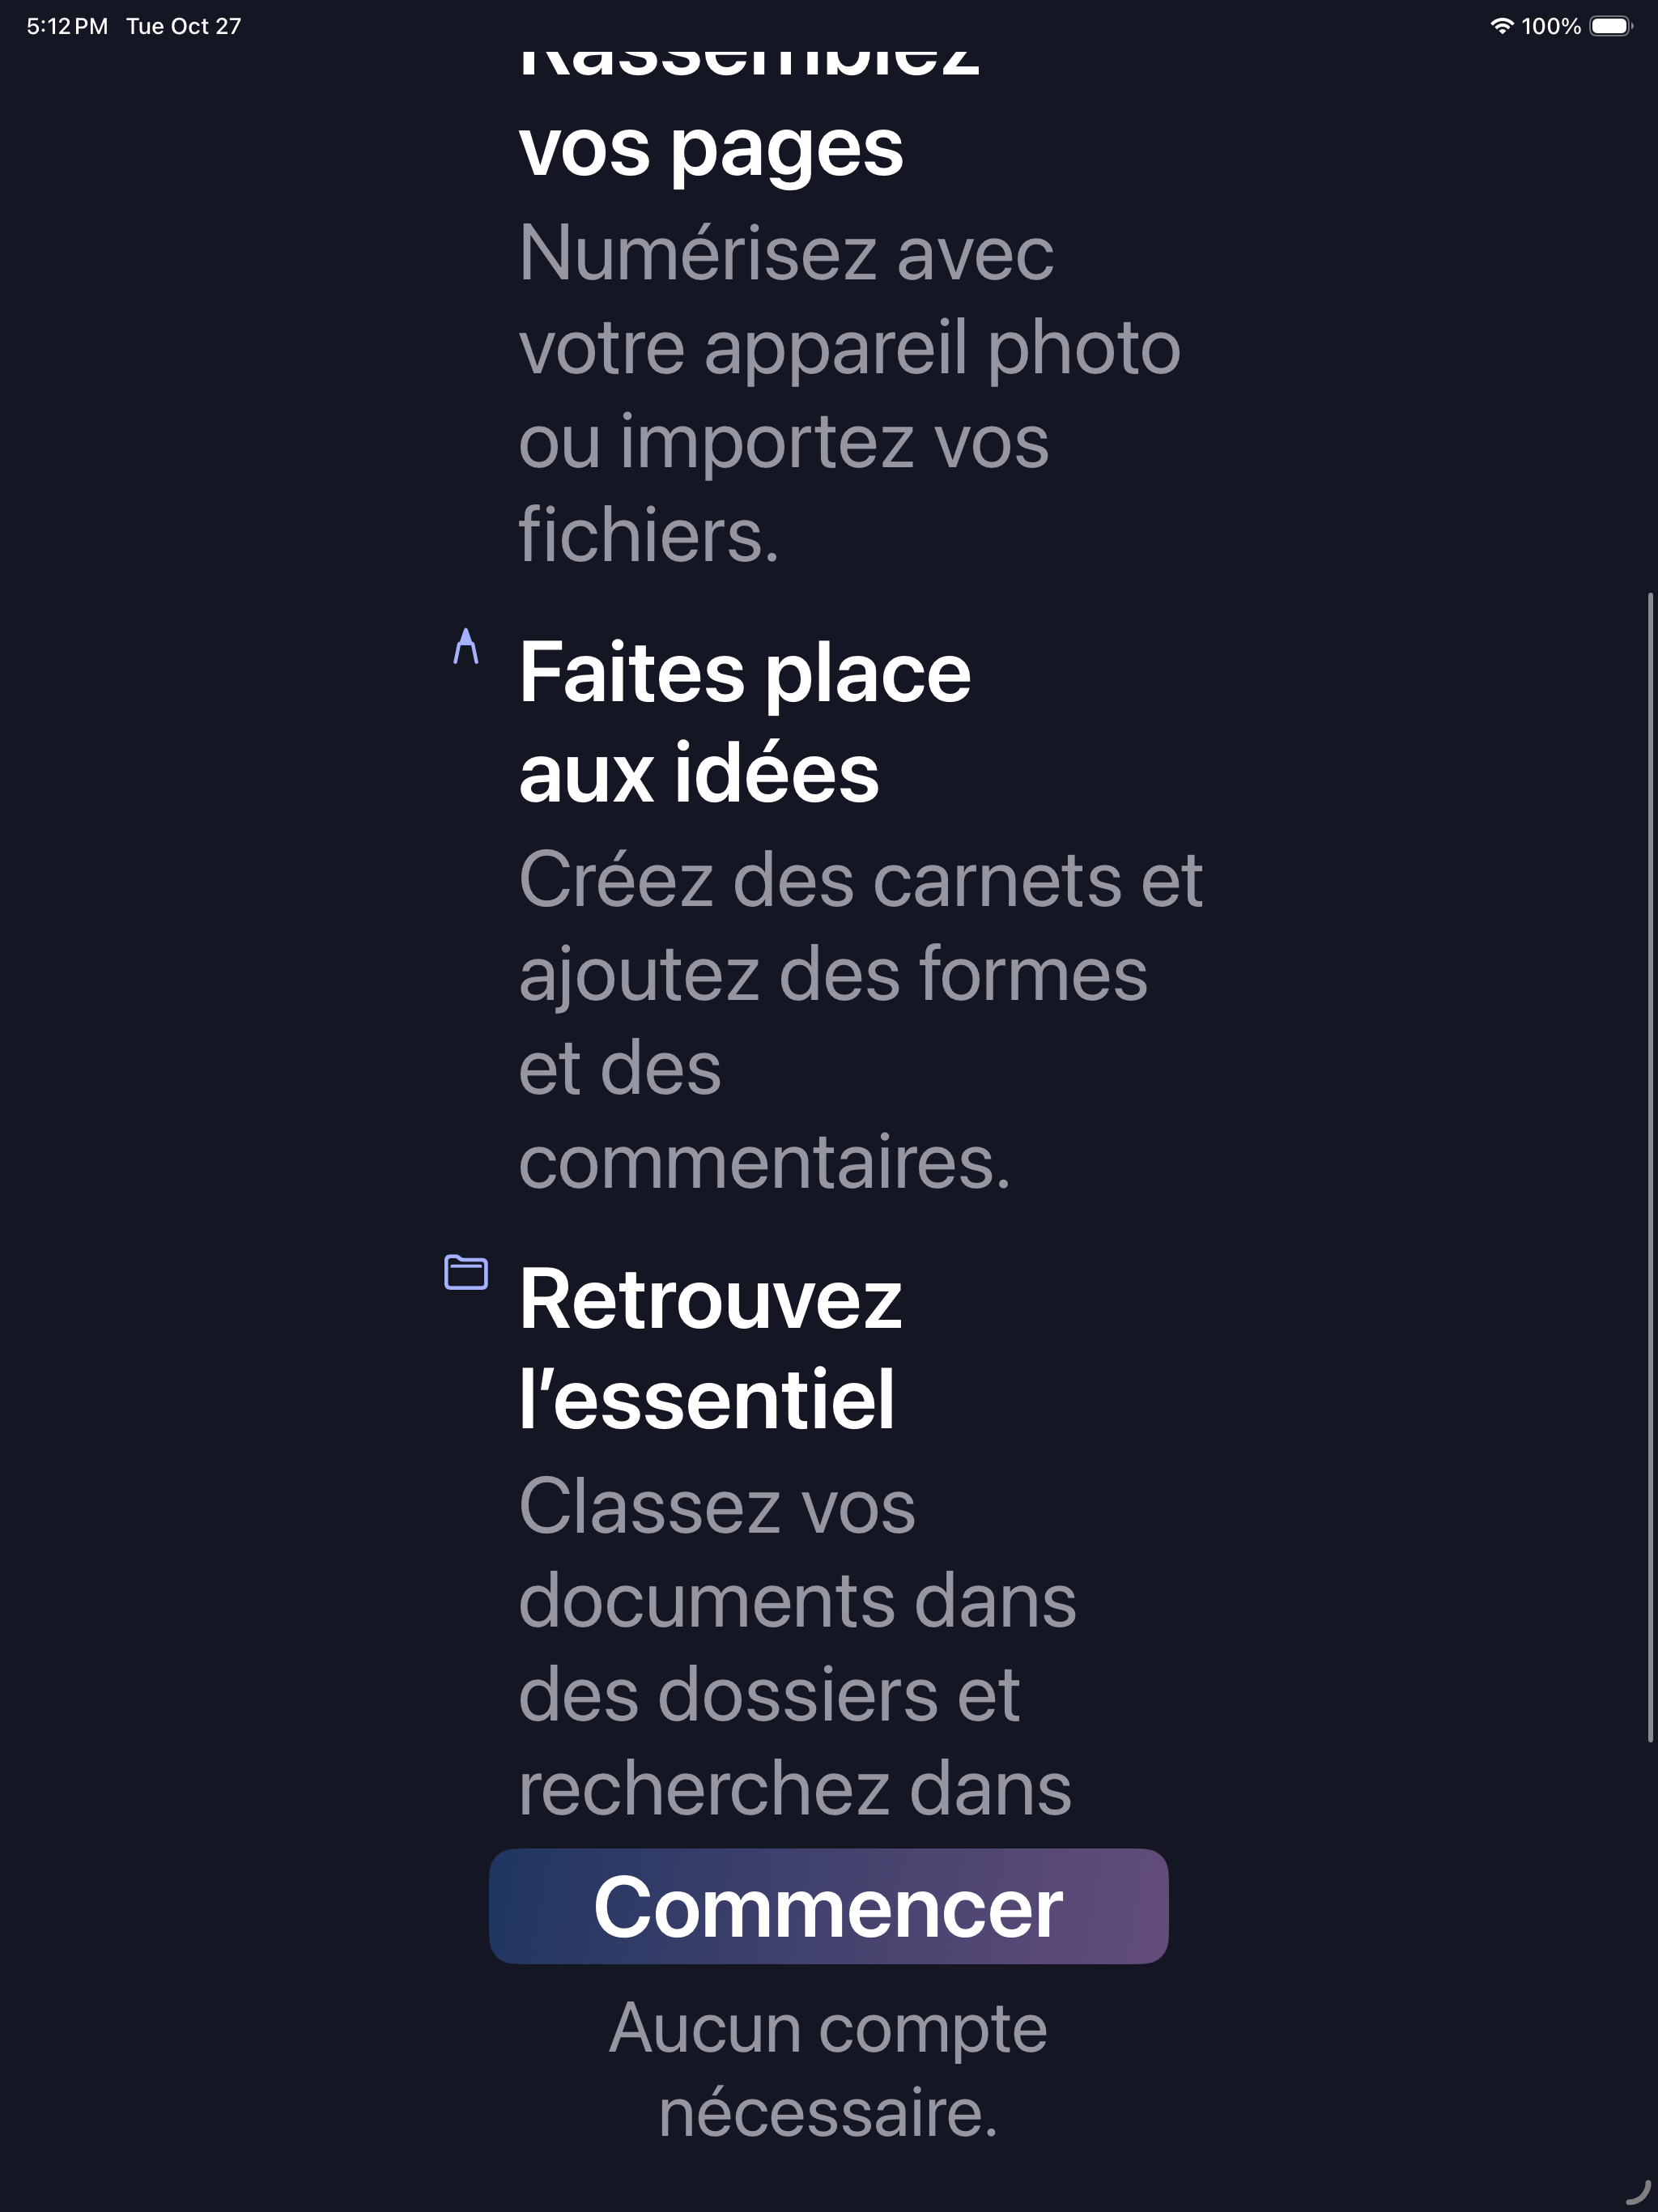 5:12 PM Tue Oct 27
100%
Rassemblez
vos pages
Numérisez avec
votre appareil photo
ou importez vos
fichiers.
Faites place
aux idées
Créez des carnets et
ajoutez des formes
et des
commentaires.
Retrouvez
l’essentiel
Classez vos
documents dans
des dossiers et
recherchez dans
Commencer
Aucun compte
nécessaire.